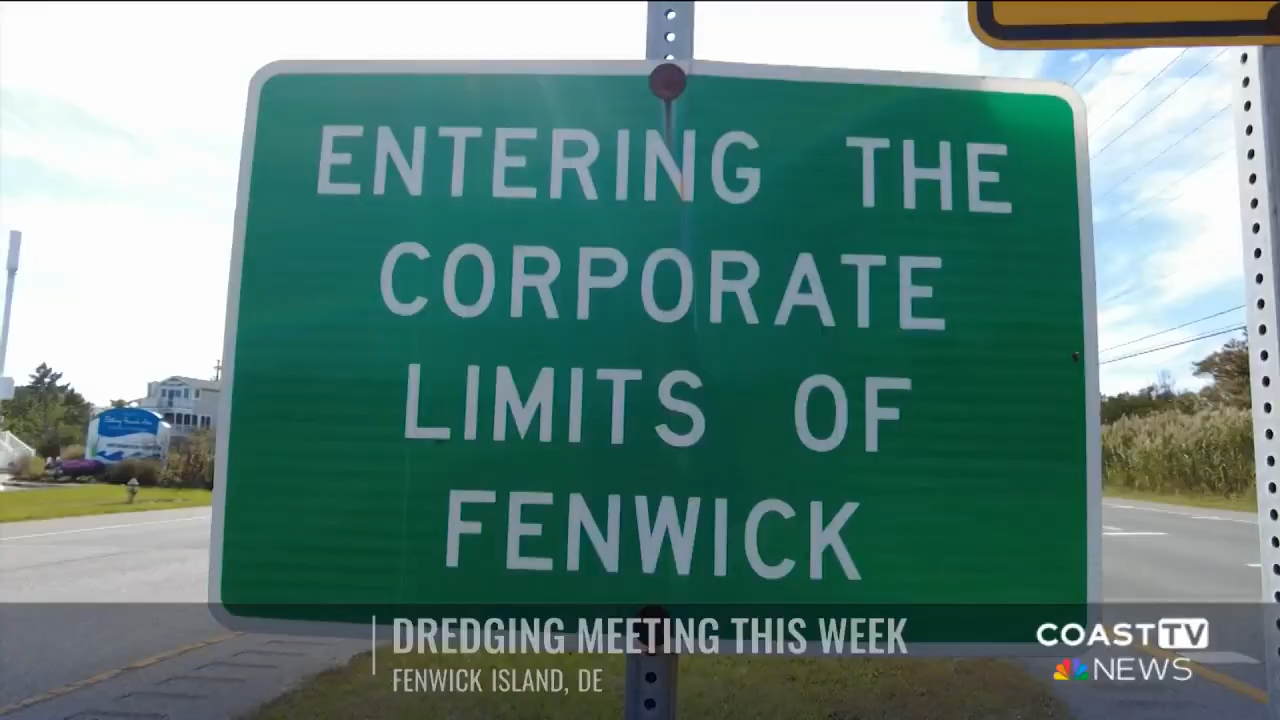 ENTERING THE
CORPORATE
LIMITS OF
FENWICK
DREDGING MEETING THIS WEEK
FENWICK ISLAND, DE
COAST TV
NEWS